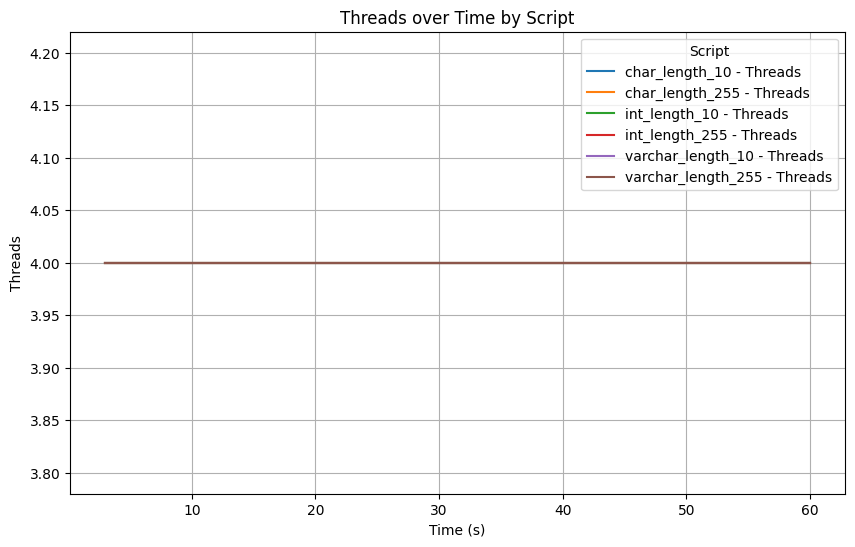 Threads over Time by Script
Threads
4.20
4.15
4.10
4.05
4.00
3.95
3.90
3.85
3.80
Script
char_length_10 - Threads
char_length_255 - Threads
int_length_10 - Threads
int_length_255 - Threads
varchar_length_10 - Threads
varchar_length_255 - Threads
10
20
30
40
50
60
Time (s)